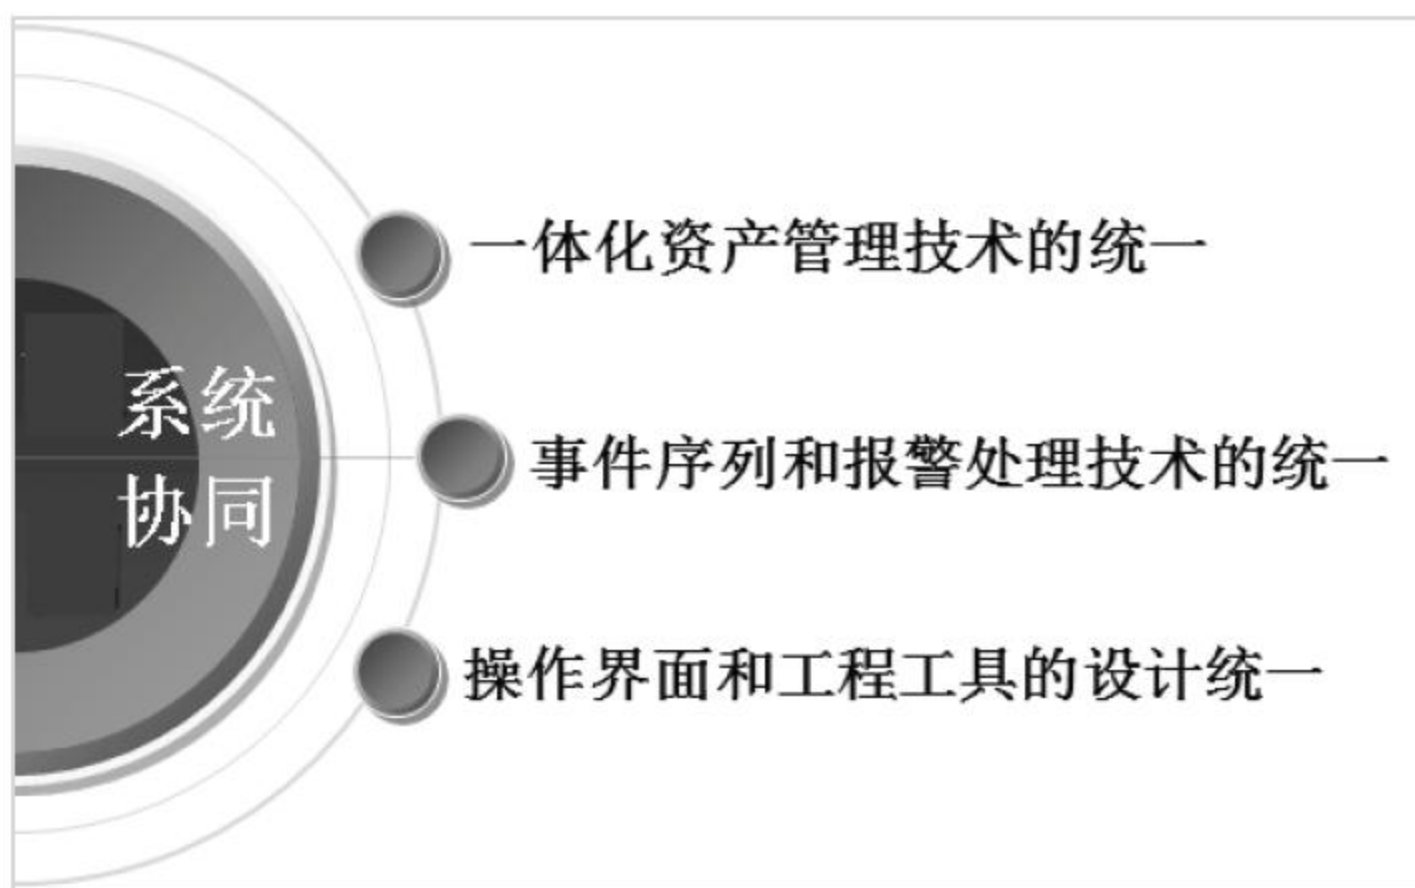 一体化资产管理技术的统一
系统
事件序列和报警处理技术的统一
协同
操作界面和工程工具的设计统一